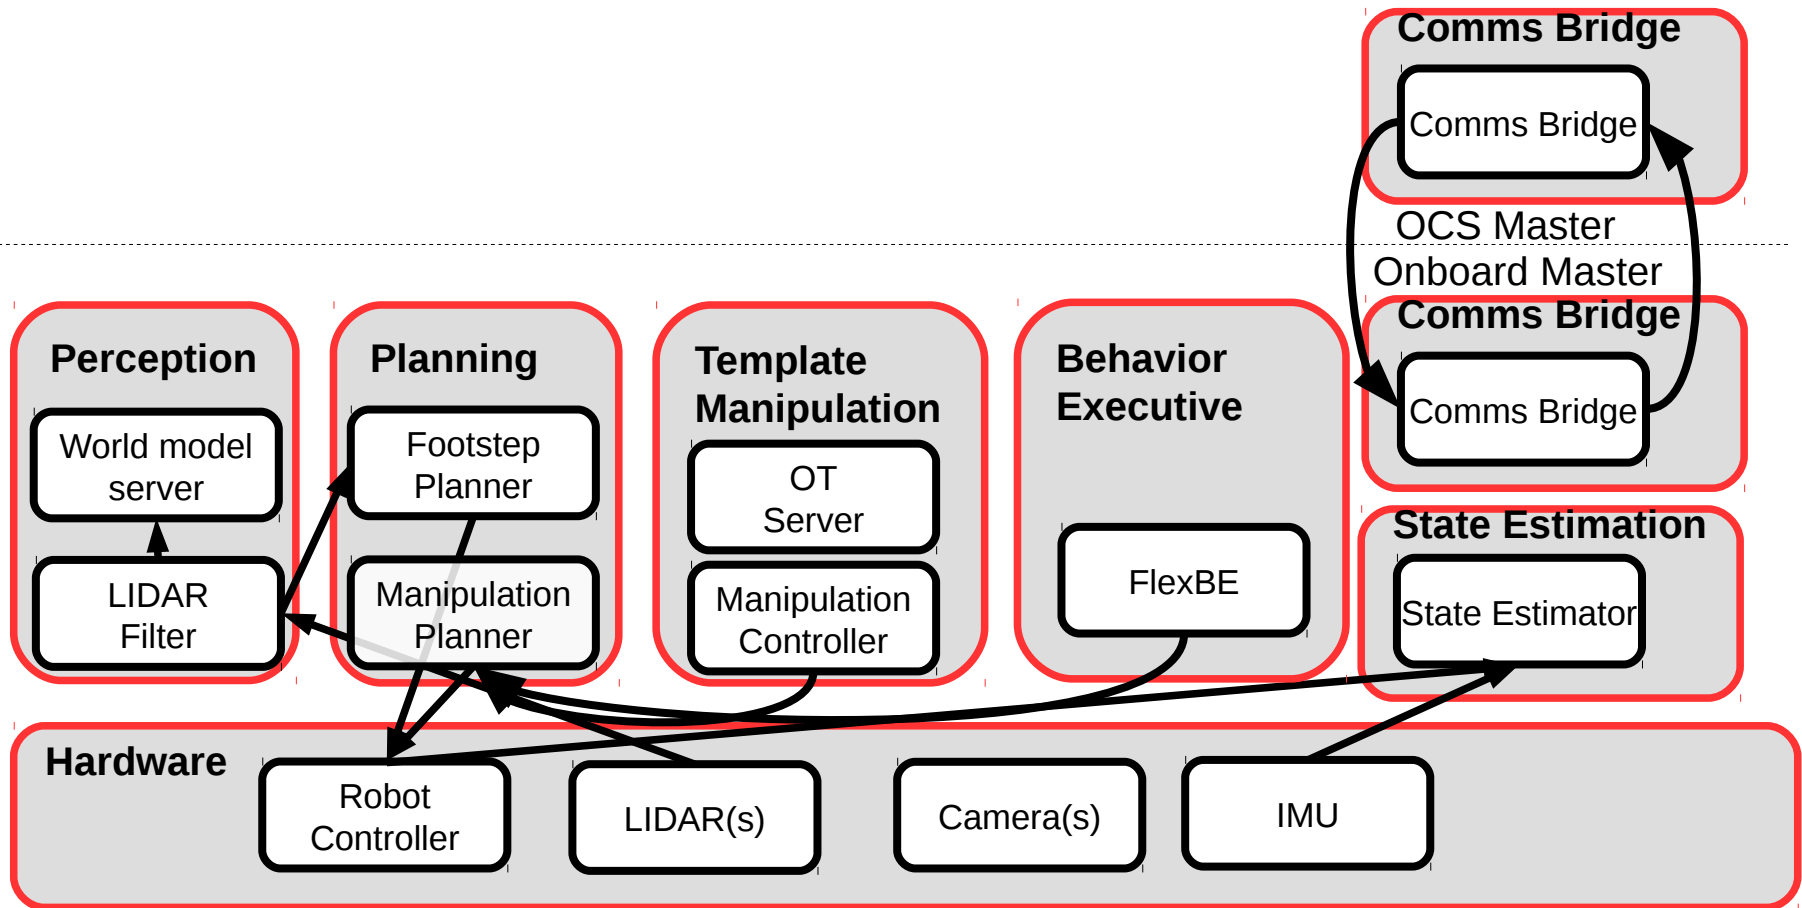 Comms Bridge
Comms Bridge
OCS Master
Onboard Master
Perception
World model
server
LIDAR
Filter
Planning
Footstep
Planner
Manipulation
Planner
Template
Manipulation
OT
Server
Manipulation
Controller
Behavior
Executive
FlexBE
Comms Bridge
Comms Bridge
State Estimation
State Estimator
Hardware
Robot
Controller
LIDAR(s)
Camera(s)
IMU